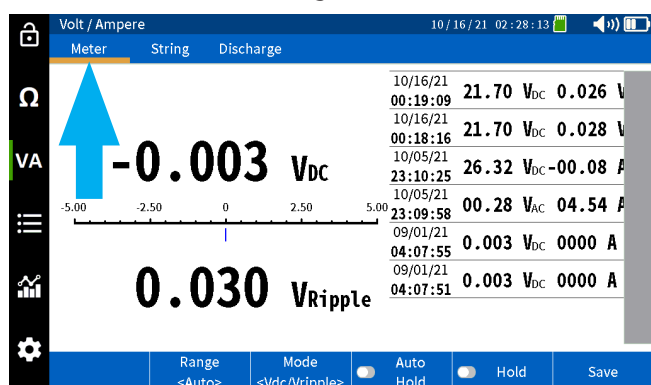 Volt / Ampere 10/16/21 02:28:13
Meter String Discharge
Ω
VA
-0.003 VDC
-5.00 -2.50 0 2.50 5.00
0.030 VRipple
10/16/21
00:19:09 21.70 VDC 0.026 V
10/16/21
00:18:16 21.70 VDC 0.028 V
10/05/21
23:10:25 26.32 VDC -00.08 A
10/05/21
23:09:58 00.28 VAC 04.54 A
09/01/21
04:07:55 0.003 VDC 0000 A
09/01/21
04:07:51 0.003 VDC 0000 A
Range
<Auto>
Mode
<Vdc/Vripple>
Auto
Hold
Hold
Save